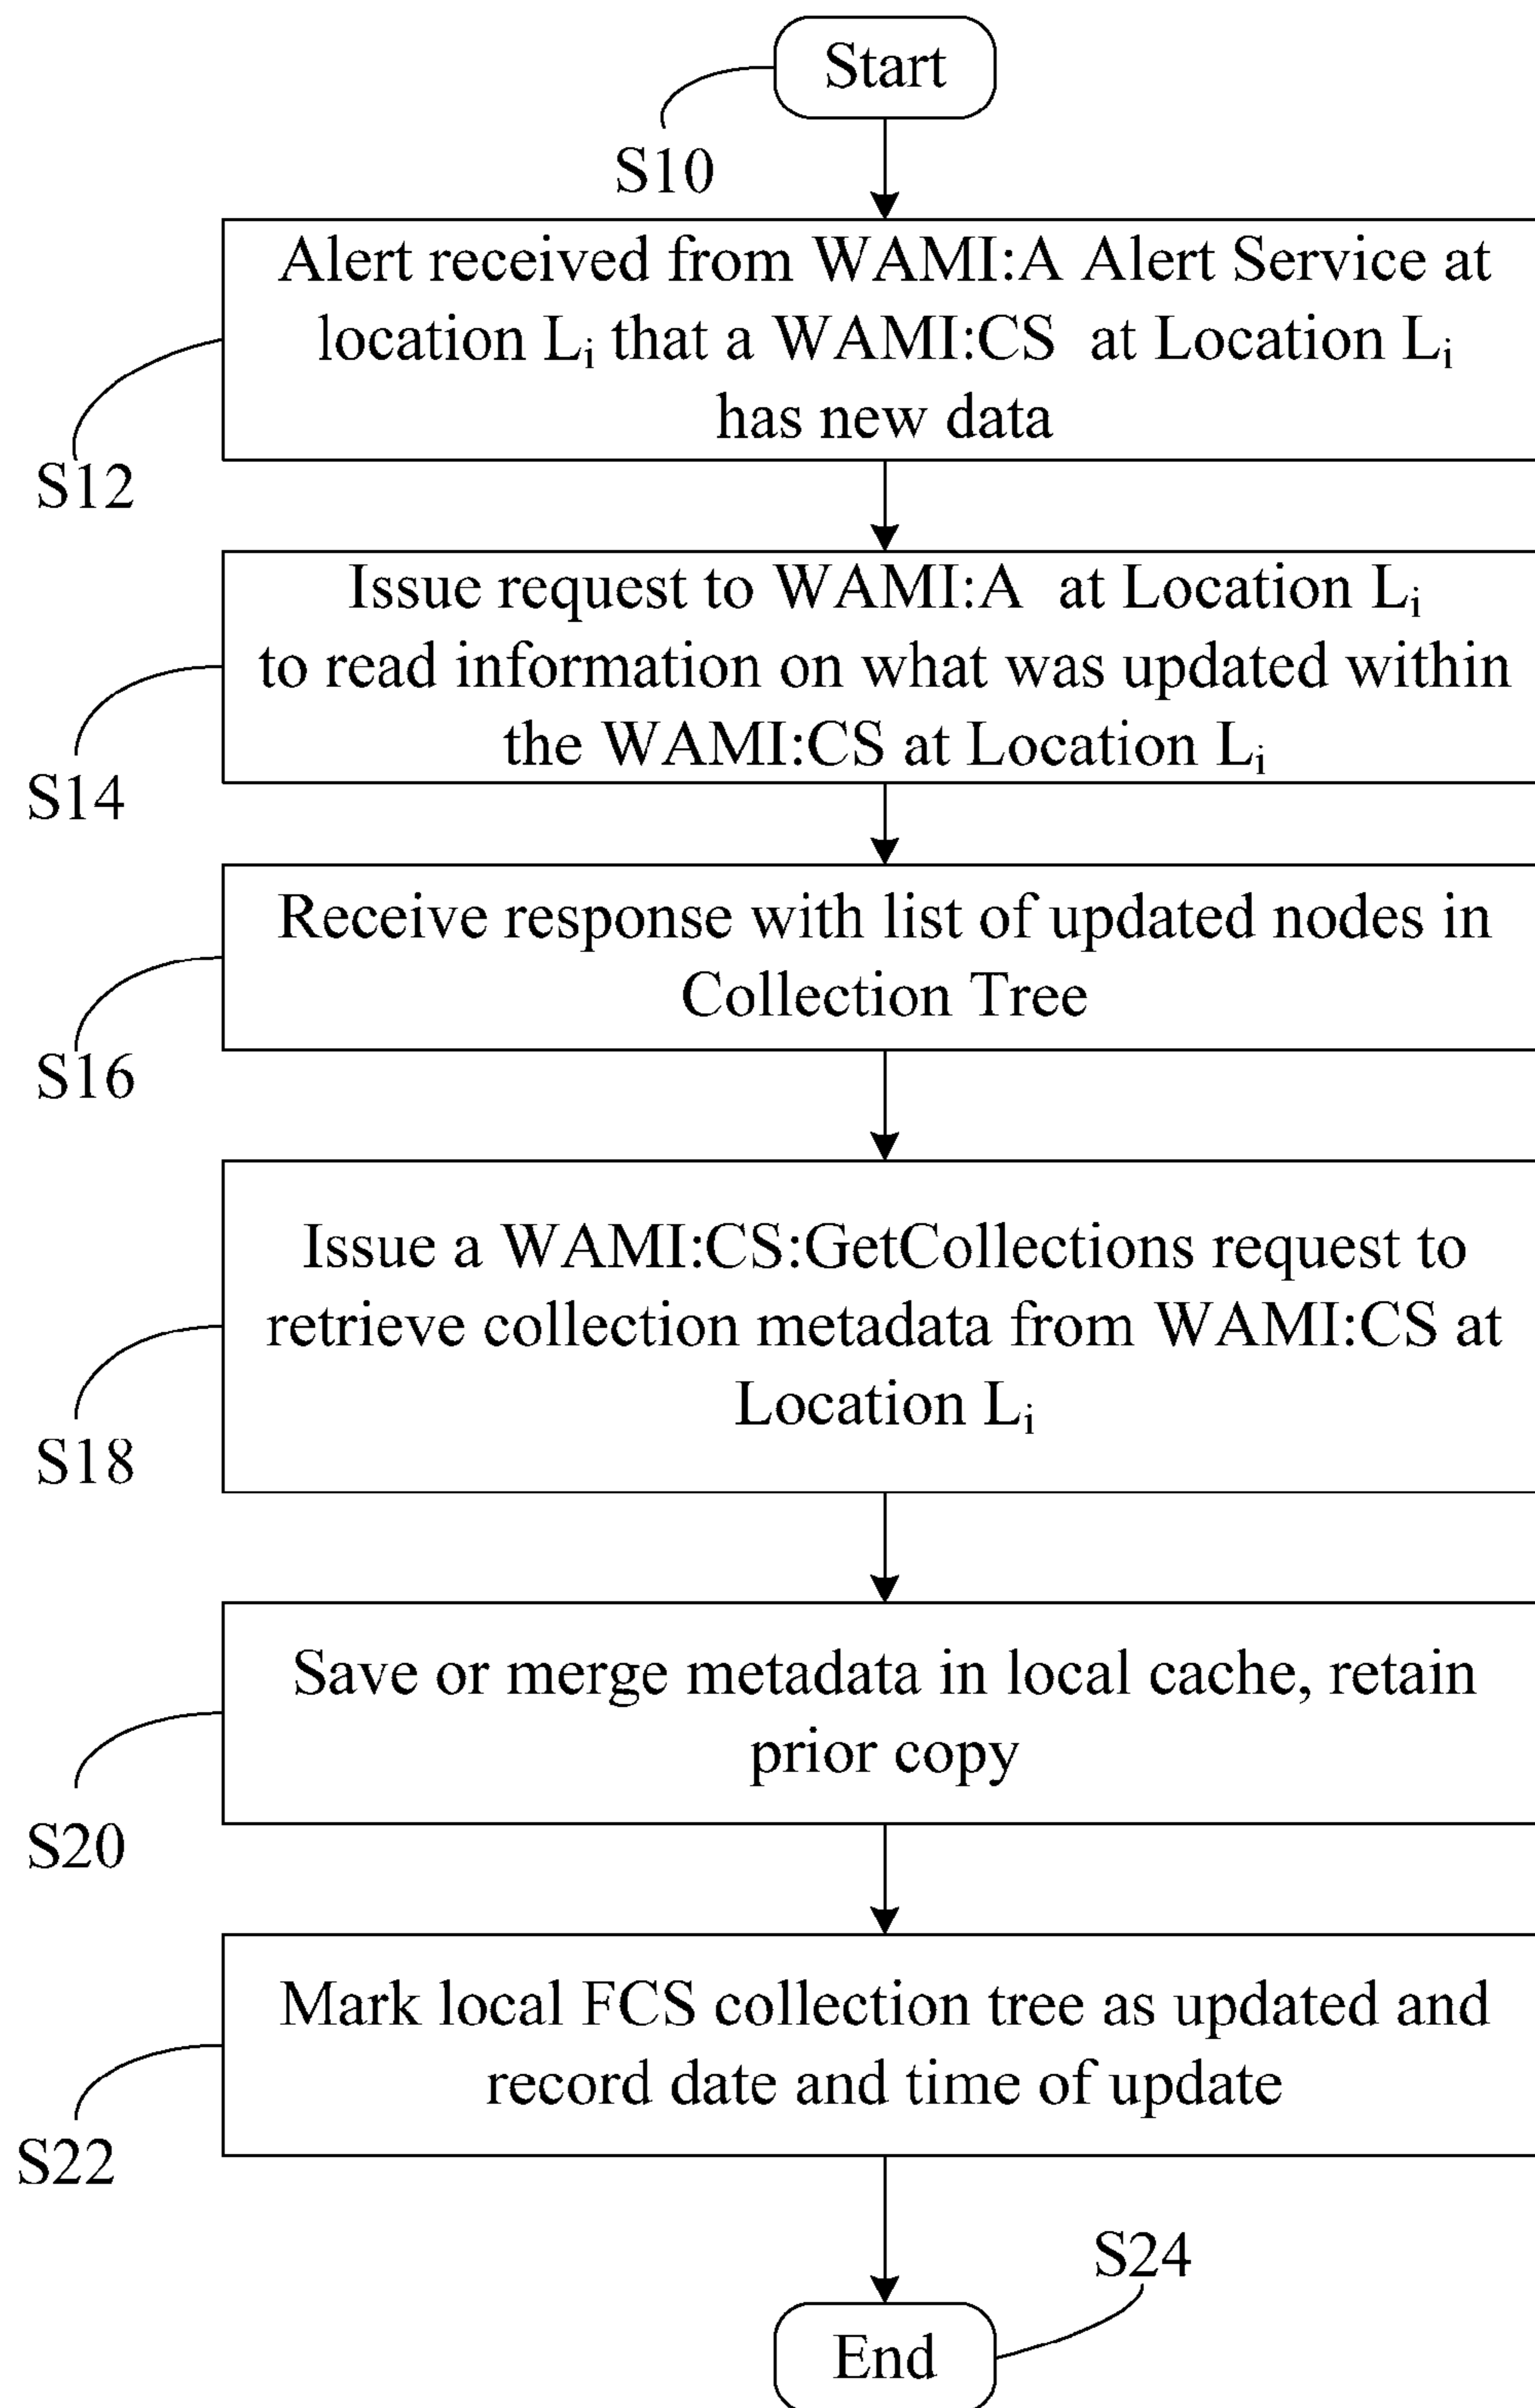 Start
S10
Alert received from WAMI:A Alert Service at
location Li that a WAMI:CS at Location Li
has new data
S12
Issue request to WAMI:A at Location Li
to read information on what was updated within
the WAMI:CS at Location Li
S14
Receive response with list of updated nodes in
Collection Tree
S16
Issue a WAMI:CS:GetCollections request to
retrieve collection metadata from WAMI:CS at
Location Li
S18
Save or merge metadata in local cache, retain
prior copy
S20
Mark local FCS collection tree as updated and
record date and time of update
S22
S24
End